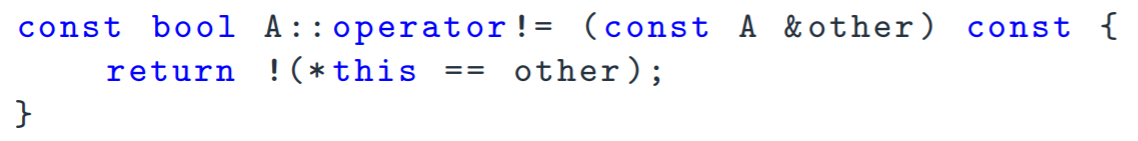 const bool A::operator!= (const A &other) const {
    return !(*this == other);
}